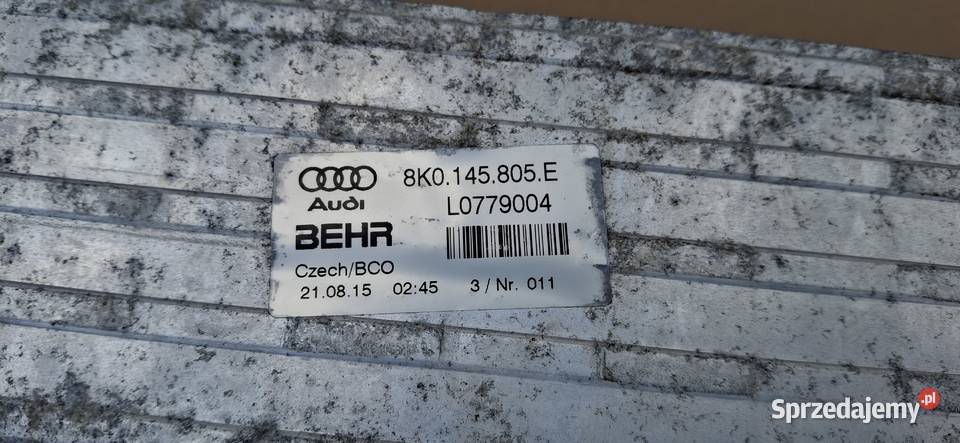 8K0.145.805.E
Audi
L0779004
BEHR
Czech/BCO
21.08.15 02:45 3 / Nr. 011
Sprzedajemy.pl